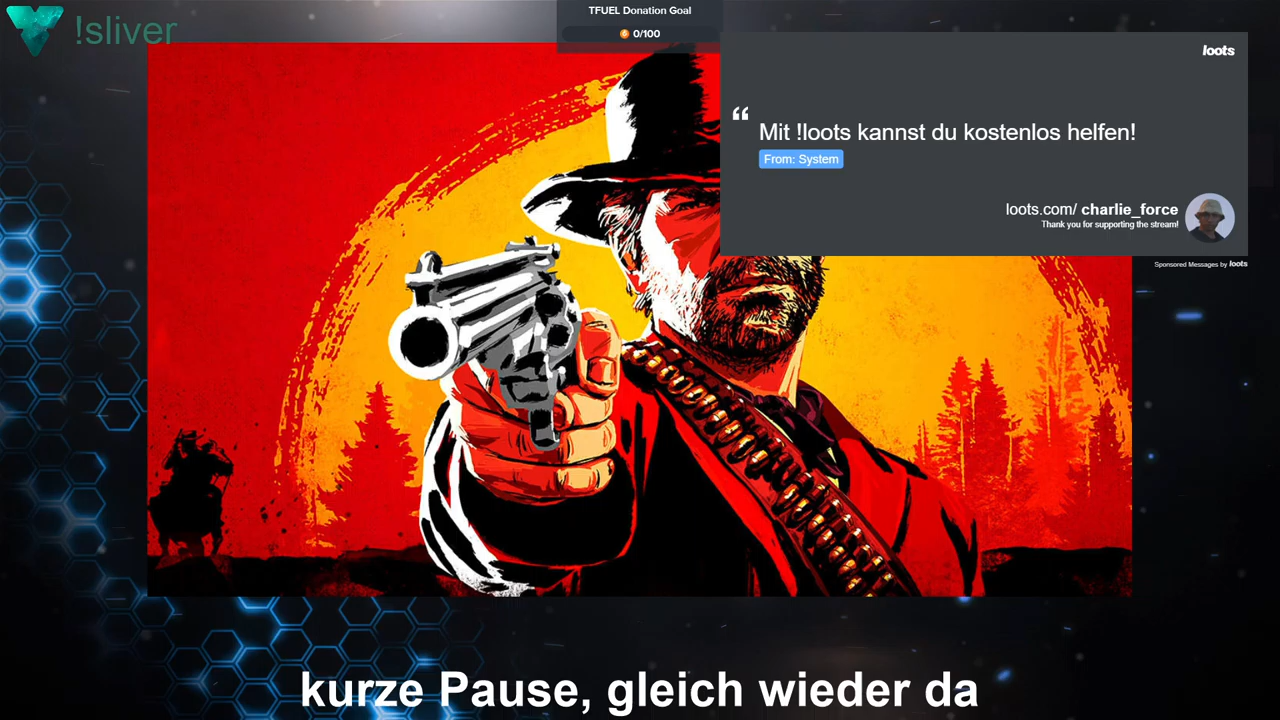 !sliver
TFUEL Donation Goal
0/100
loots
“
Mit !loots kannst du kostenlos helfen!
From: System
loots.com/ charlie_force
Thank you for supporting the stream!
Sponsored Messages by loots
kurze Pause, gleich wieder da